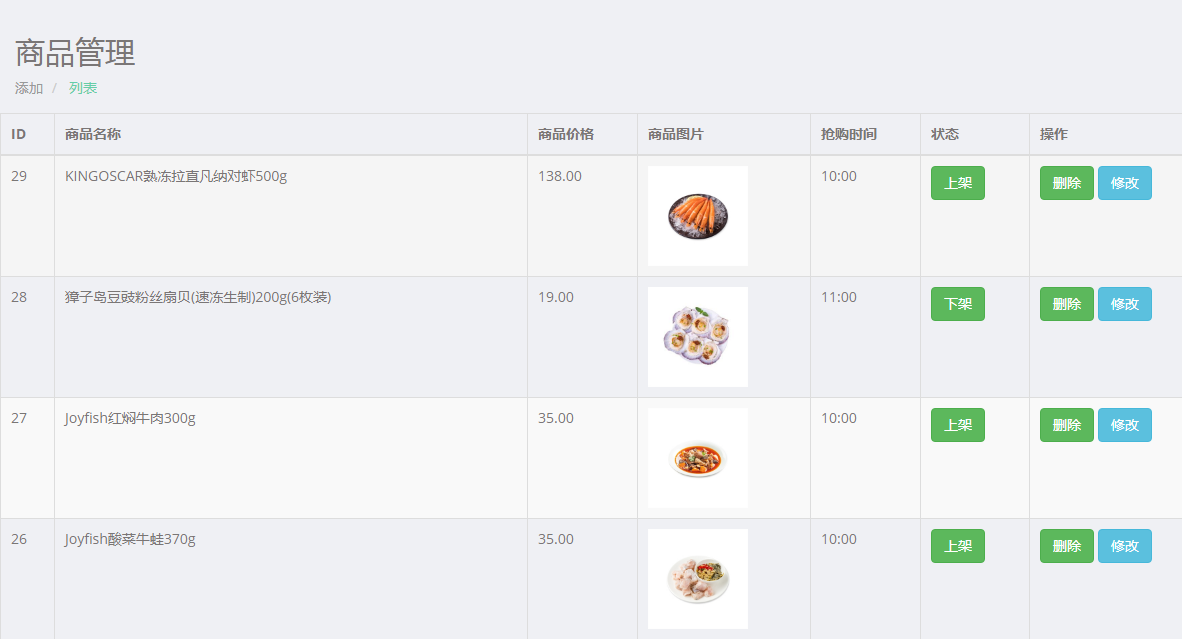 商品管理
添加 / 列表
ID 商品名称 商品价格 商品图片 抢购时间 状态 操作
29 KINGOSCAR熟冻拉直凡纳对虾500g 138.00 10:00 上架 删除 修改
28 獐子岛豆豉粉丝扇贝(速冻生制)200g(6枚装) 19.00 11:00 下架 删除 修改
27 Joyfish红焖牛肉300g 35.00 10:00 上架 删除 修改
26 Joyfish酸菜牛蛙370g 35.00 10:00 上架 删除 修改